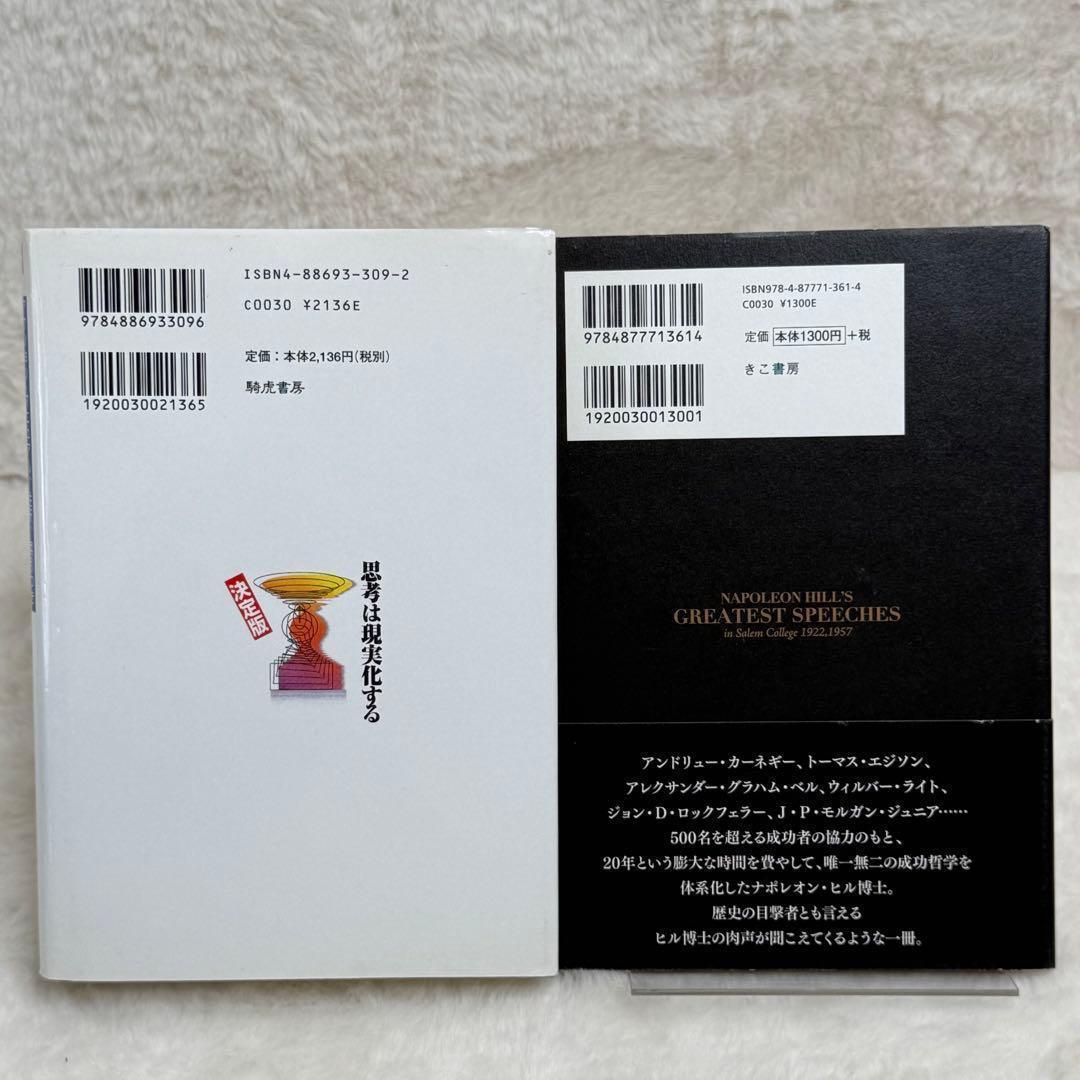 ISBN4-88693-309-2
C0030 ¥2136E
9784886933096
定価：本体2,136円（税別）
騎虎書房
1920030021365
決定版
思考は現実化する
ISBN978-4-87771-361-4
C0030 ¥1300E
9784877713614
定価 本体1300円+税
きこ書房
1920030013001
NAPOLEON HILL'S
GREATEST SPEECHES
in Salem College 1922,1957
アンドリュー・カーネギー、トーマス・エジソン、
アレクサンダー・グラハム・ベル、ウィルバー・ライト、
ジョン・D・ロックフェラー、J・P・モルガン・ジュニア……
500名を超える成功者の協力のもと、
20年という膨大な時間を費やして、唯一無二の成功哲学を
体系化したナポレオン・ヒル博士。
歴史の目撃者とも言える
ヒル博士の肉声が聞こえてくるような一冊。